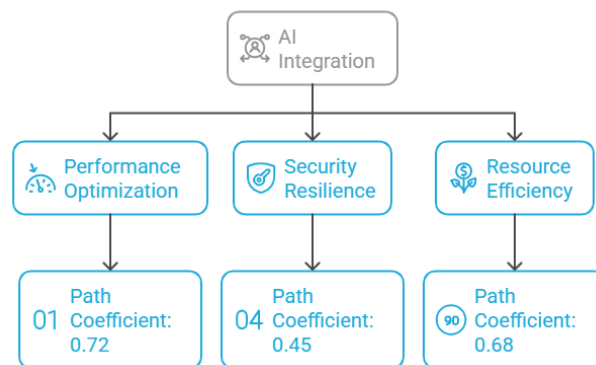 AI
Integration
Performance
Optimization
Security
Resilience
$
Resource
Efficiency
01
Path
Coefficient:
0.72
04
Path
Coefficient:
0.45
90
Path
Coefficient:
0.68